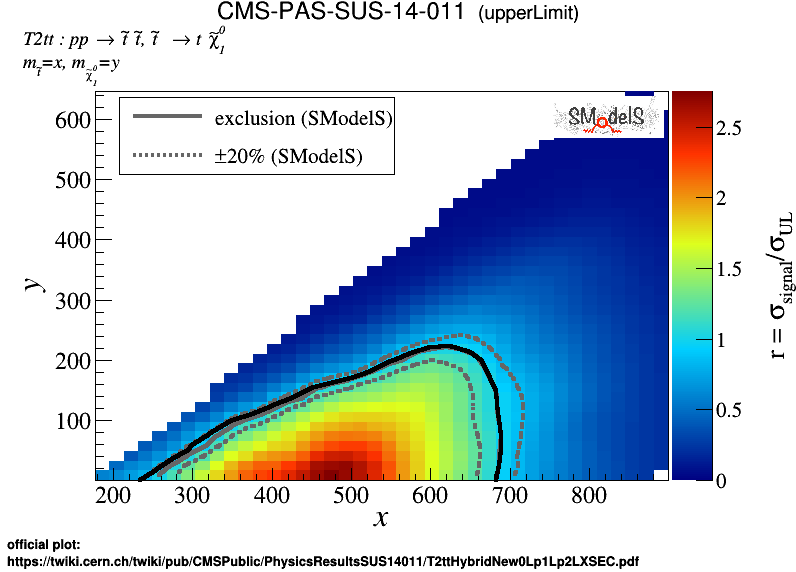 CMS-PAS-SUS-14-011 (upperLimit)
T2tt : pp → t̃ t̃, t̃ → t χ̃⁰₁
m_t̃=x, m_χ̃⁰₁=y
exclusion (SModelS)
±20% (SModelS)
SModelS
600
500
400
300
200
100
y
200 300 400 500 600 700 800
x
2.5
2
1.5
1
0.5
0
r = σ_signal/σ_UL
official plot:
https://twiki.cern.ch/twiki/pub/CMSPublic/PhysicsResultsSUS14011/T2ttHybridNew0Lp1Lp2LXSEC.pdf